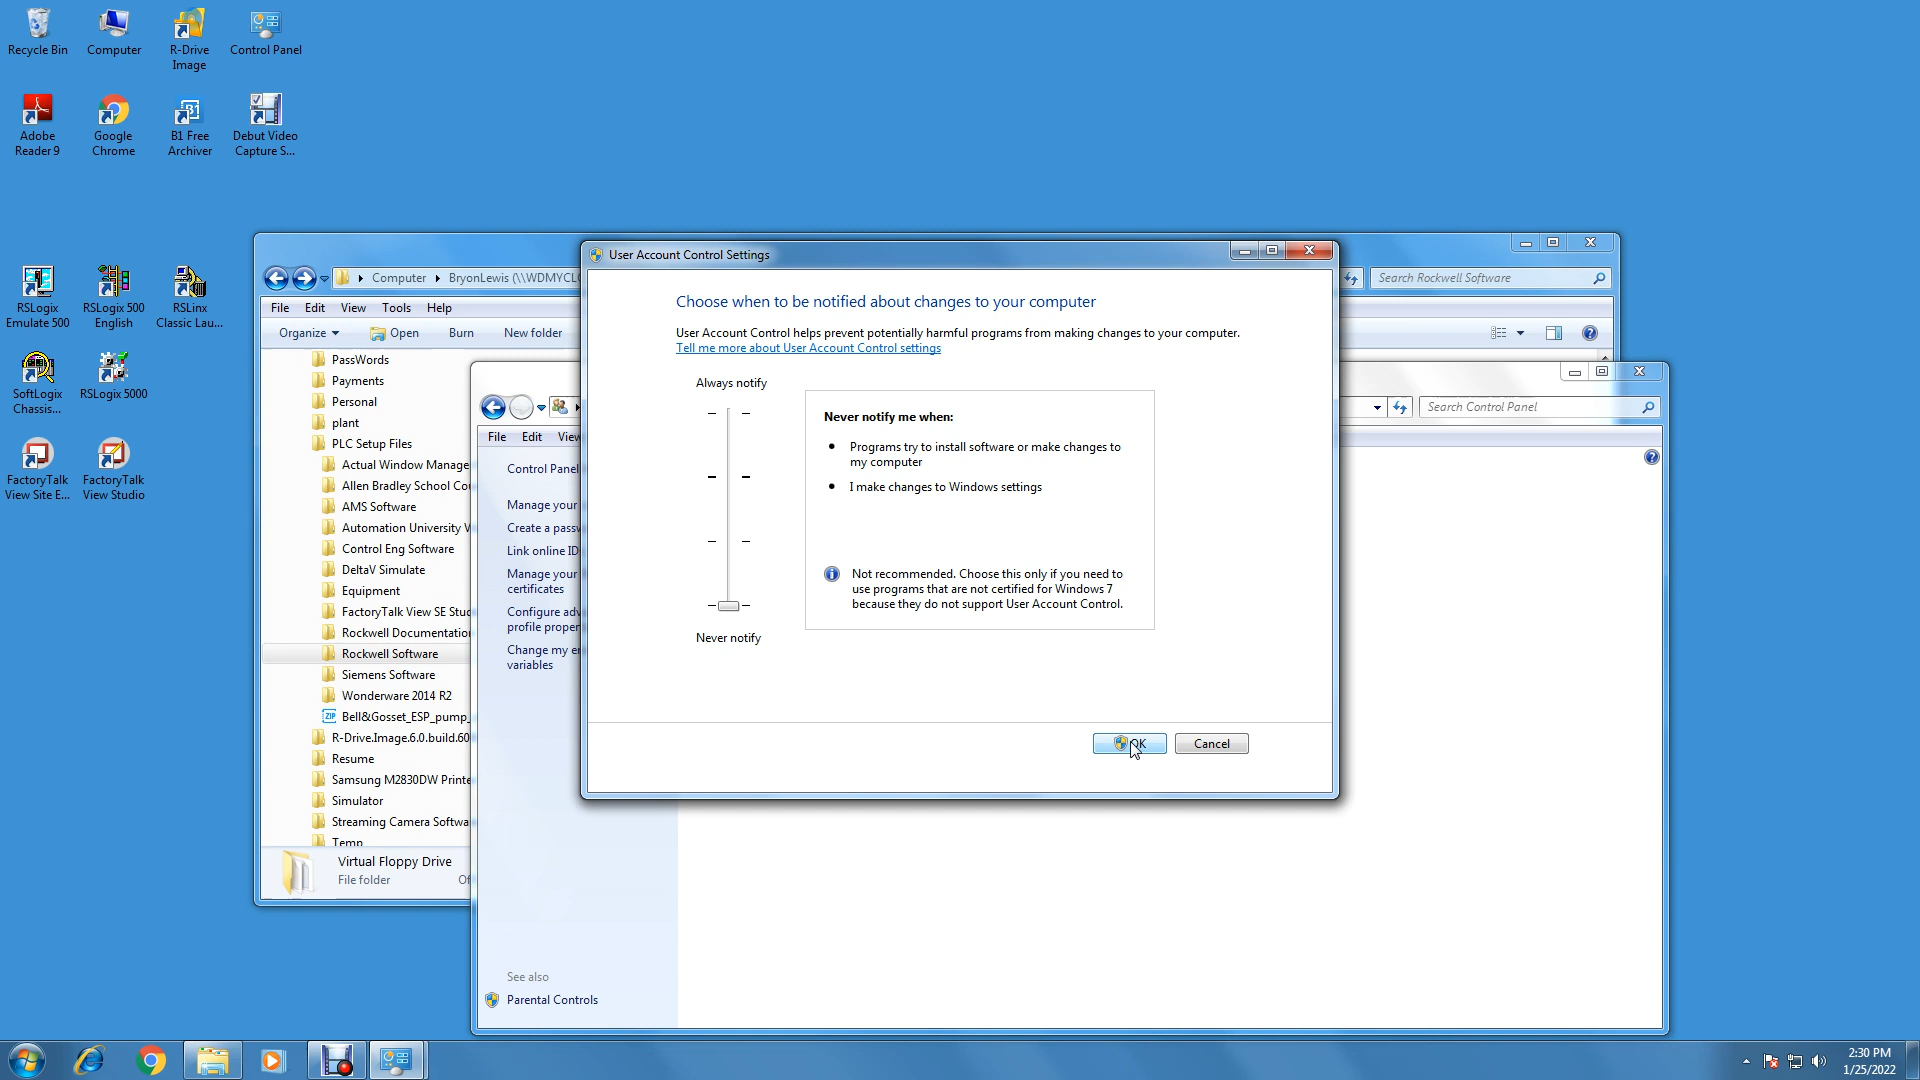 Recycle Bin
Computer
R-Drive
Image
Control Panel
Adobe
Reader 9
Google
Chrome
B1 Free
Archiver
Debut Video
Capture S...
RSLogix
Emulate 500
RSLogix 500
English
RSLinx
Classic Lau...
SoftLogix
Chassis...
RSLogix 5000
FactoryTalk
View Site E...
FactoryTalk
View Studio
Computer
BryonLewis (\\WDMYCLO
Search Rockwell Software
File Edit View Tools Help
Organize Open Burn New folder
PassWords
Payments
Personal
plant
PLC Setup Files
Actual Window Manage
Allen Bradley School Co
AMS Software
Automation University V
Control Eng Software
DeltaV Simulate
Equipment
FactoryTalk View SE Stud
Rockwell Documentation
Rockwell Software
Siemens Software
Wonderware 2014 R2
ZIP
Bell&Gosset_ESP_pump_
R-Drive.Image.6.0.build.60
Resume
Samsung M2830DW Printe
Simulator
Streaming Camera Softwa
Temp
Virtual Floppy Drive
File folder
Of
Search Control Panel
File Edit View
Control Panel
Manage your
Create a passw
Link online ID
Manage your
certificates
Configure adv
profile proper
Change my en
variables
See also
Parental Controls
User Account Control Settings
Choose when to be notified about changes to your computer
User Account Control helps prevent potentially harmful programs from making changes to your computer.
Tell me more about User Account Control settings
Always notify
Never notify
Never notify me when:
Programs try to install software or make changes to
my computer
I make changes to Windows settings
Not recommended. Choose this only if you need to
use programs that are not certified for Windows 7
because they do not support User Account Control.
OK
Cancel
2:30 PM
1/25/2022